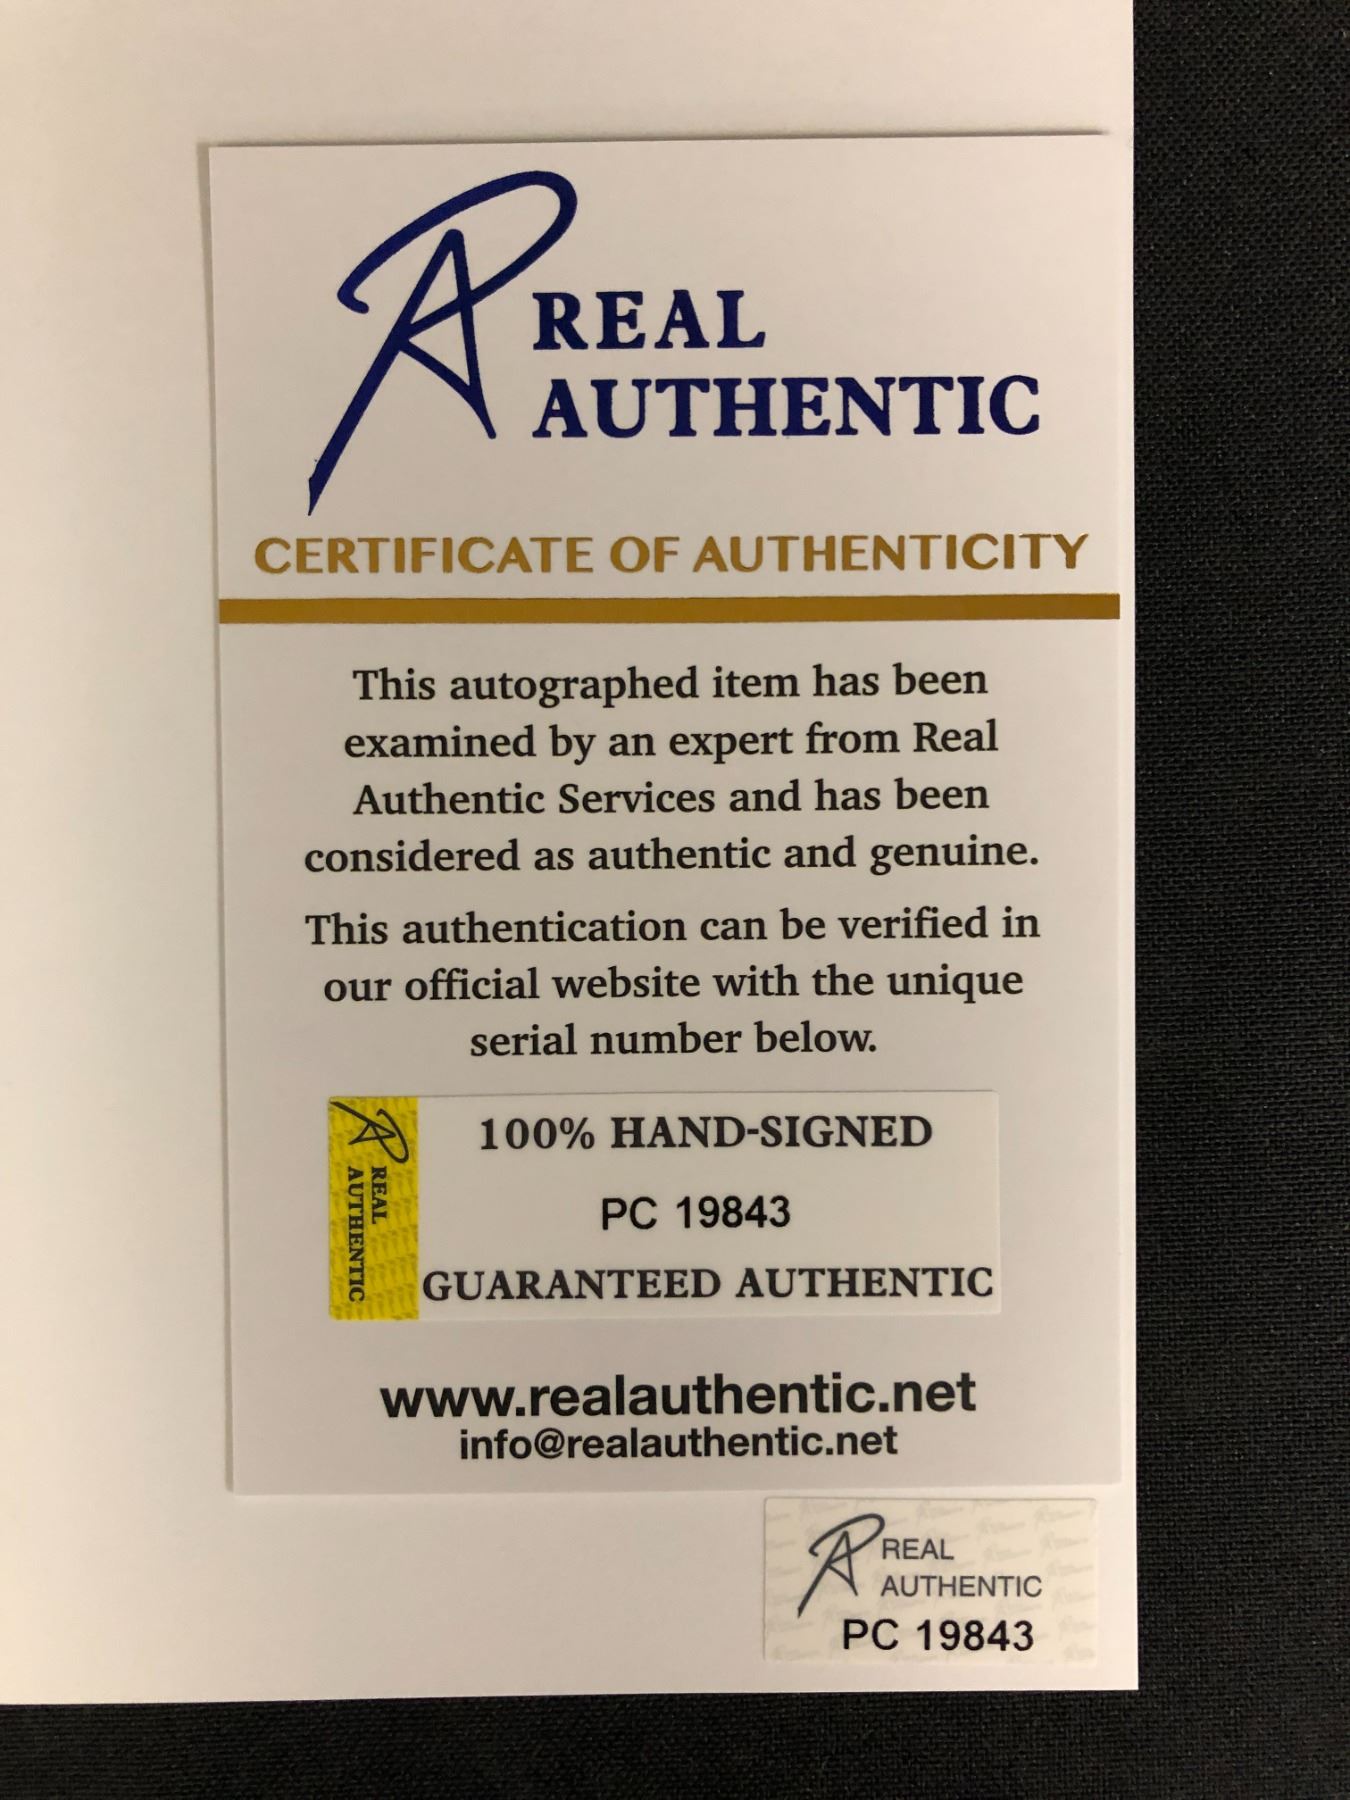 REAL
AUTHENTIC
CERTIFICATE OF AUTHENTICITY
This autographed item has been
examined by an expert from Real
Authentic Services and has been
considered as authentic and genuine.
This authentication can be verified in
our official website with the unique
serial number below.
REAL
AUTHENTIC
100% HAND-SIGNED
PC 19843
GUARANTEED AUTHENTIC
www.realauthentic.net
info@realauthentic.net
REAL
AUTHENTIC
PC 19843